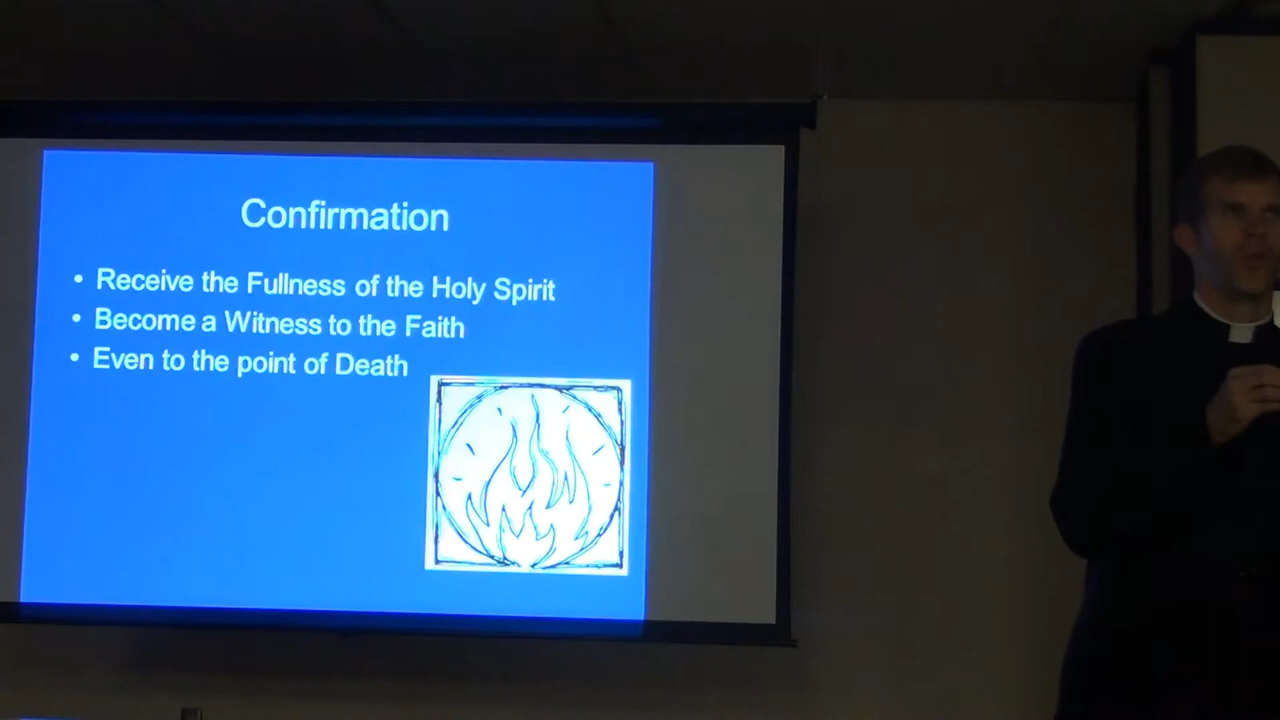 Confirmation
• Receive the Fullness of the Holy Spirit
• Become a Witness to the Faith
• Even to the point of Death